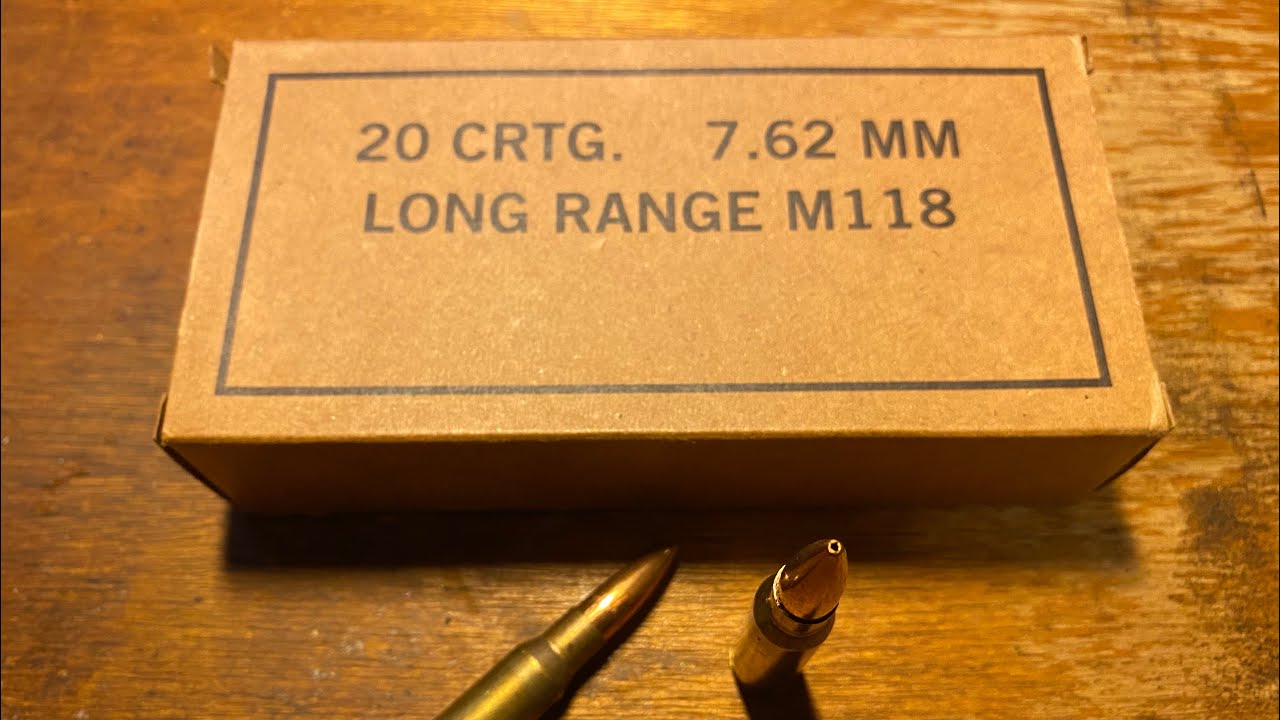 20 CRTG. 7.62 MM
LONG RANGE M118